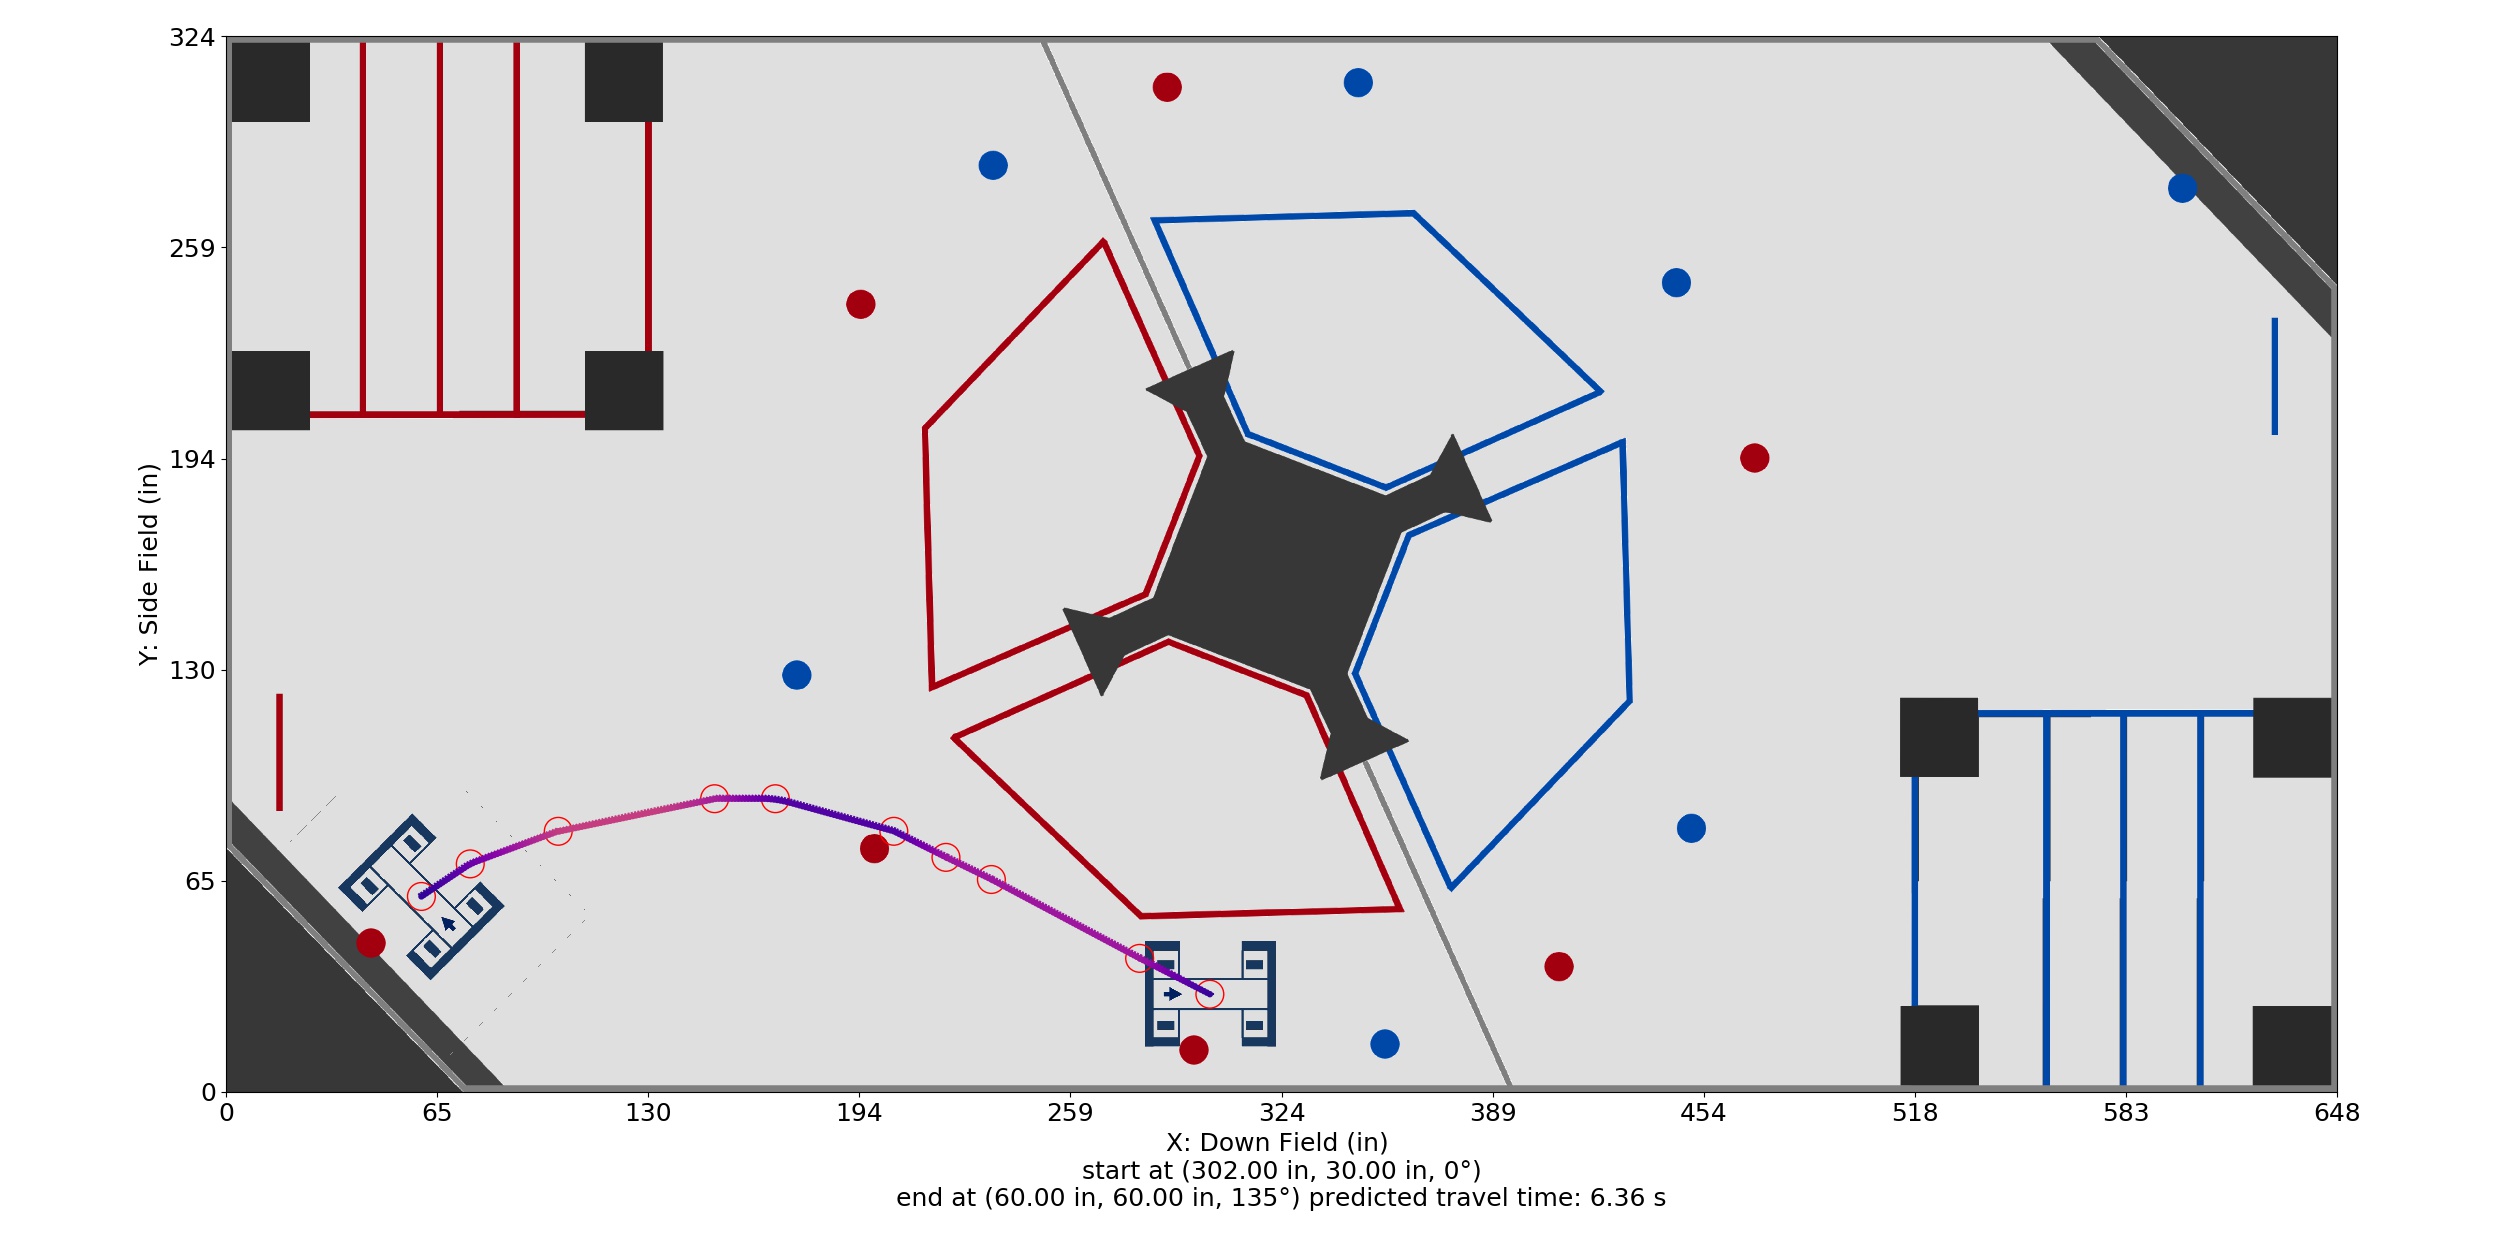 324
259
194
130
65
0
Y: Side Field (in)
0 65 130 194 259 324 389 454 518 583 648
X: Down Field (in)
start at (302.00 in, 30.00 in, 0°)
end at (60.00 in, 60.00 in, 135°) predicted travel time: 6.36 s